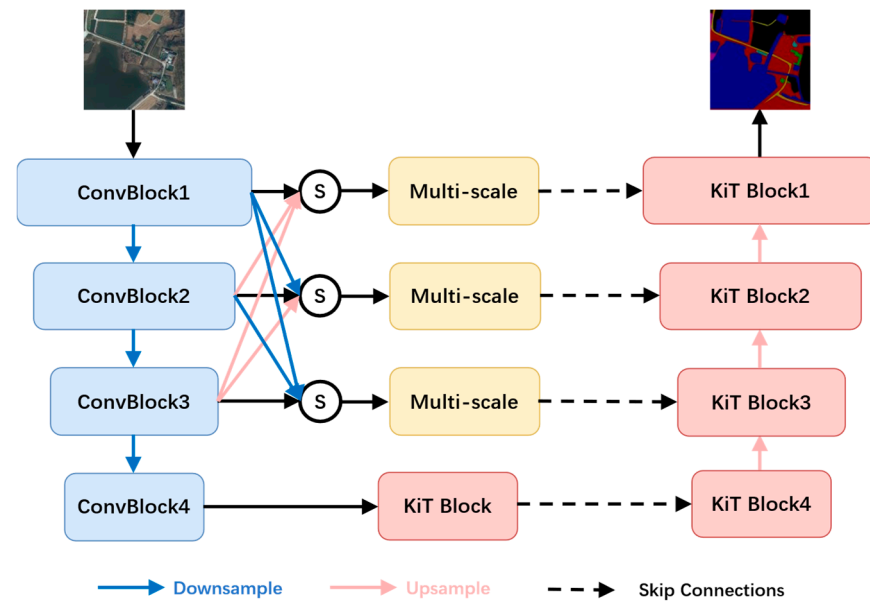 ConvBlock1
S
Multi-scale
KiT Block1
ConvBlock2
S
Multi-scale
KiT Block2
ConvBlock3
S
Multi-scale
KiT Block3
ConvBlock4
KiT Block
KiT Block4
Downsample
Upsample
Skip Connections